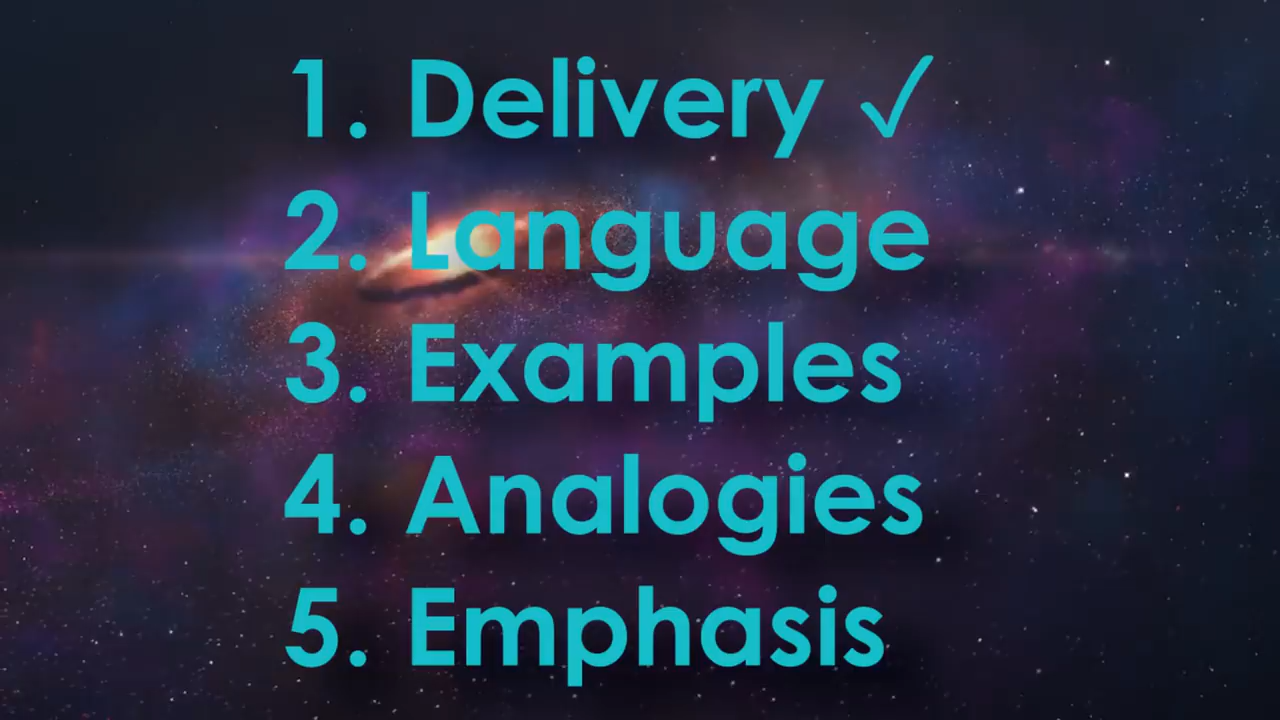 1. Delivery ✓
2. Language
3. Examples
4. Analogies
5. Emphasis